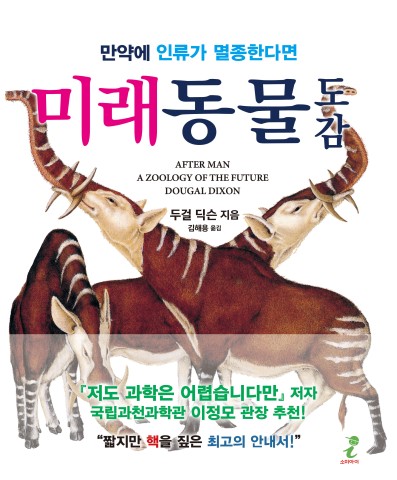 만약에 인류가 멸종한다면
미래동물도감
AFTER MAN
A ZOOLOGY OF THE FUTURE
DOUGAL DIXON
두걸 딕슨 지음
김해용 옮김
『저도 과학은 어렵습니다만』 저자
국립과천과학관 이정모 관장 추천!
“짧지만 핵을 짚은 최고의 안내서!”
소미아이